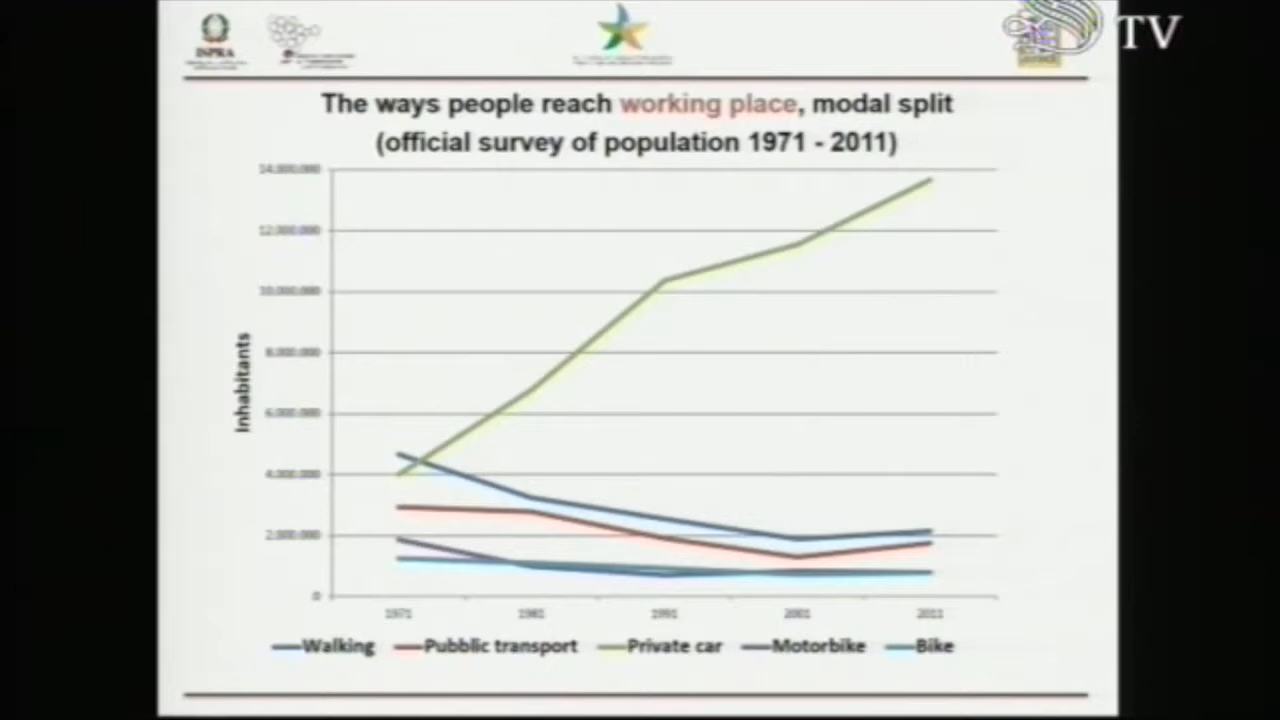 ISPRA
TV
The ways people reach working place, modal split
(official survey of population 1971 - 2011)
14.000.000
12.000.000
10.000.000
8.000.000
6.000.000
4.000.000
2.000.000
0
Inhabitants
1971 1981 1991 2001 2011
Walking Pubblic transport Private car Motorbike Bike